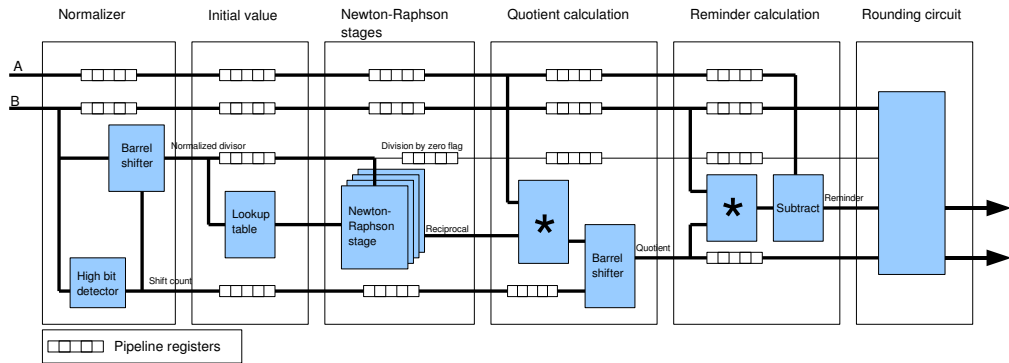 Normalizer
Initial value
Newton-Raphson
stages
Quotient calculation
Reminder calculation
Rounding circuit
A
B
Barrel
shifter
Normalized divisor
Division by zero flag
Lookup
table
Newton-
Raphson
stage
Reciprocal
*
Barrel
shifter
Quotient
*
Subtract
Reminder
High bit
detector
Shift count
Pipeline registers